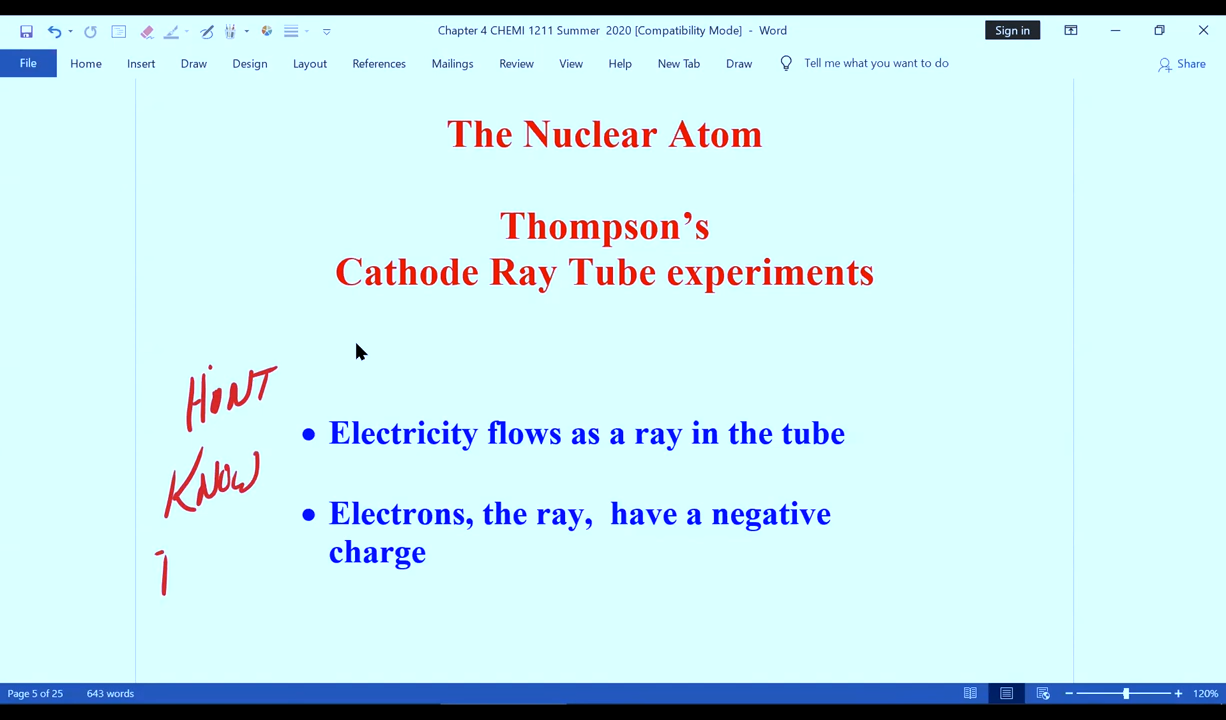 Chapter 4 CHEMI 1211 Summer 2020 [Compatibility Mode] - Word
Sign in
File Home Insert Draw Design Layout References Mailings Review View Help New Tab Draw Tell me what you want to do Share
The Nuclear Atom
Thompson’s
Cathode Ray Tube experiments
HINT
• Electricity flows as a ray in the tube
KNOW
• Electrons, the ray, have a negative
charge
T
Page 5 of 25 643 words 120%